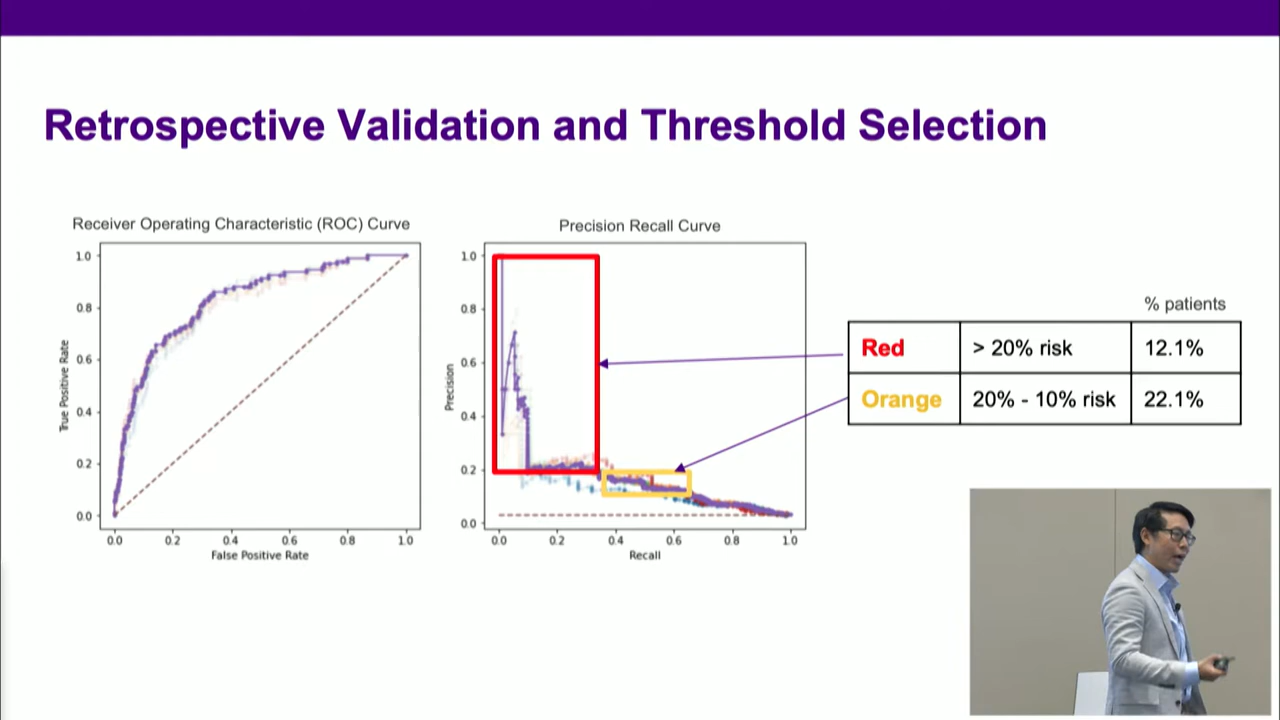 Retrospective Validation and Threshold Selection
Receiver Operating Characteristic (ROC) Curve
True Positive Rate
1.0
0.8
0.6
0.4
0.2
0.0
0.0 0.2 0.4 0.6 0.8 1.0
False Positive Rate
Precision Recall Curve
Precision
1.0
0.8
0.6
0.4
0.2
0.0
0.0 0.2 0.4 0.6 0.8 1.0
Recall
% patients
Red > 20% risk 12.1%
Orange 20% - 10% risk 22.1%